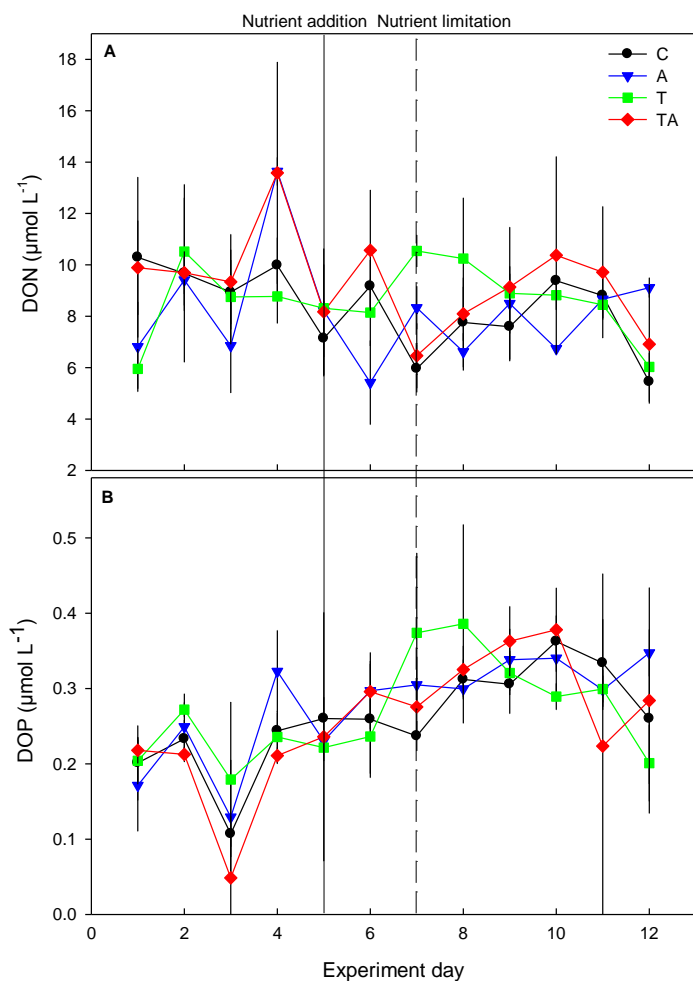 Nutrient addition Nutrient limitation
A
C
A
T
TA
18
16
14
12
10
8
6
4
2
DON (µmol L-1)
B
0.5
0.4
0.3
0.2
0.1
0.0
DOP (µmol L-1)
0 2 4 6 8 10 12
Experiment day